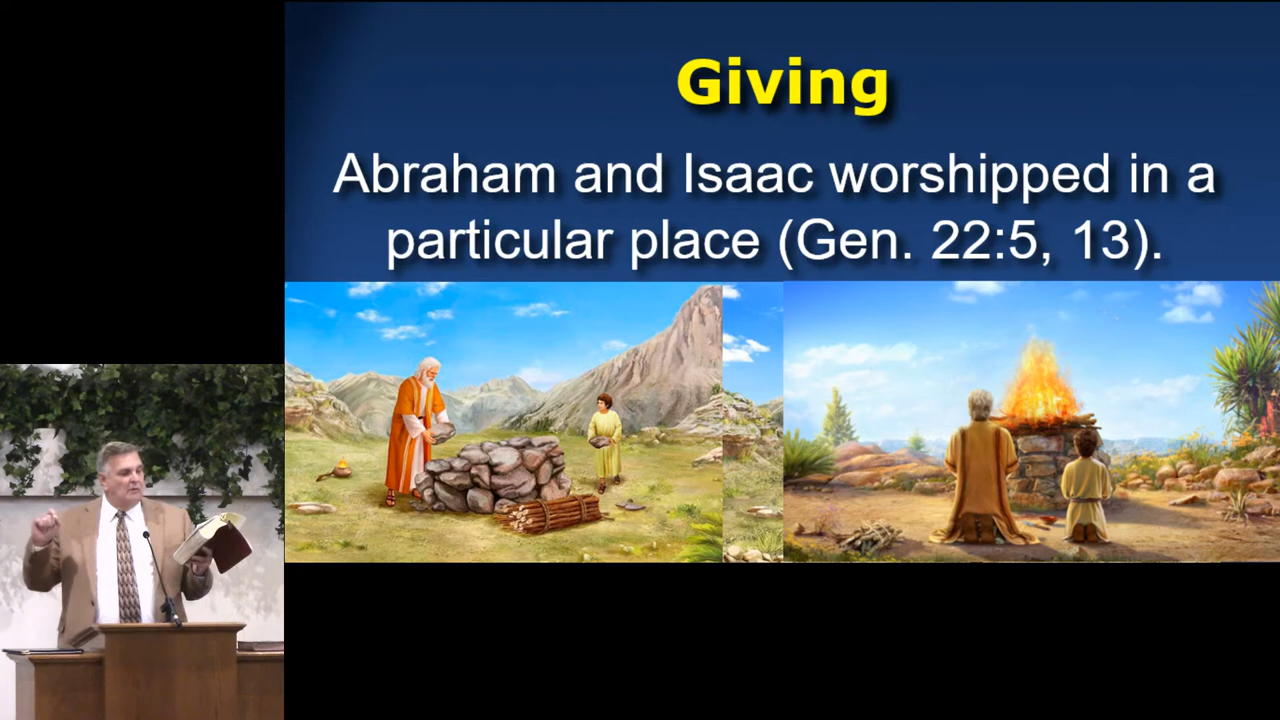 Giving
Abraham and Isaac worshipped in a
particular place (Gen. 22:5, 13).